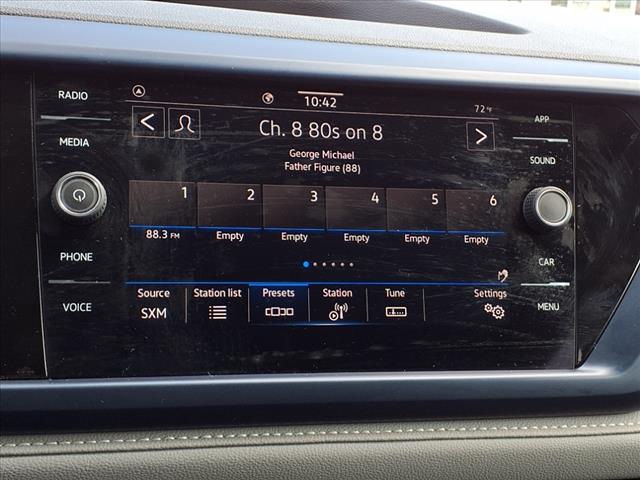 RADIO
MEDIA
PHONE
VOICE
10:42
72°F
Ch. 8 80s on 8
George Michael
Father Figure (88)
1 2 3 4 5 6
88.3 FM Empty Empty Empty Empty Empty
Source Station list Presets Station Tune Settings
SXM
APP
SOUND
CAR
MENU